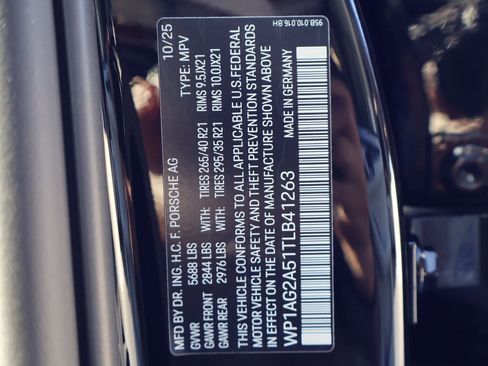 MFD BY DR. ING. H.C. F. PORSCHE AG 10/25
GVWR 5688 LBS TYPE: MPV
GAWR FRONT 2844 LBS WITH: TIRES 265/40 R21 RIMS 9.5JX21
GAWR REAR 2976 LBS WITH: TIRES 295/35 R21 RIMS 10.0JX21
THIS VEHICLE CONFORMS TO ALL APPLICABLE U.S. FEDERAL
MOTOR VEHICLE SAFETY AND THEFT PREVENTION STANDARDS
IN EFFECT ON THE DATE OF MANUFACTURE SHOWN ABOVE
WP1AG2A51TLB41263 MADE IN GERMANY
95B.010.016.BH